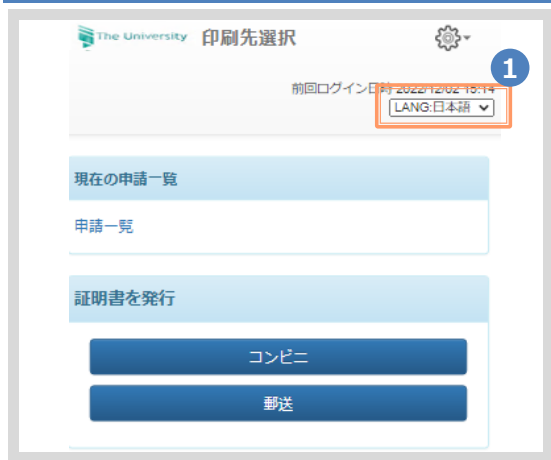 The University 印刷先選択
1
前回ログイン日時 2022/12/02 15:14
LANG:日本語
現在の申請一覧
申請一覧
証明書を発行
コンビニ
郵送